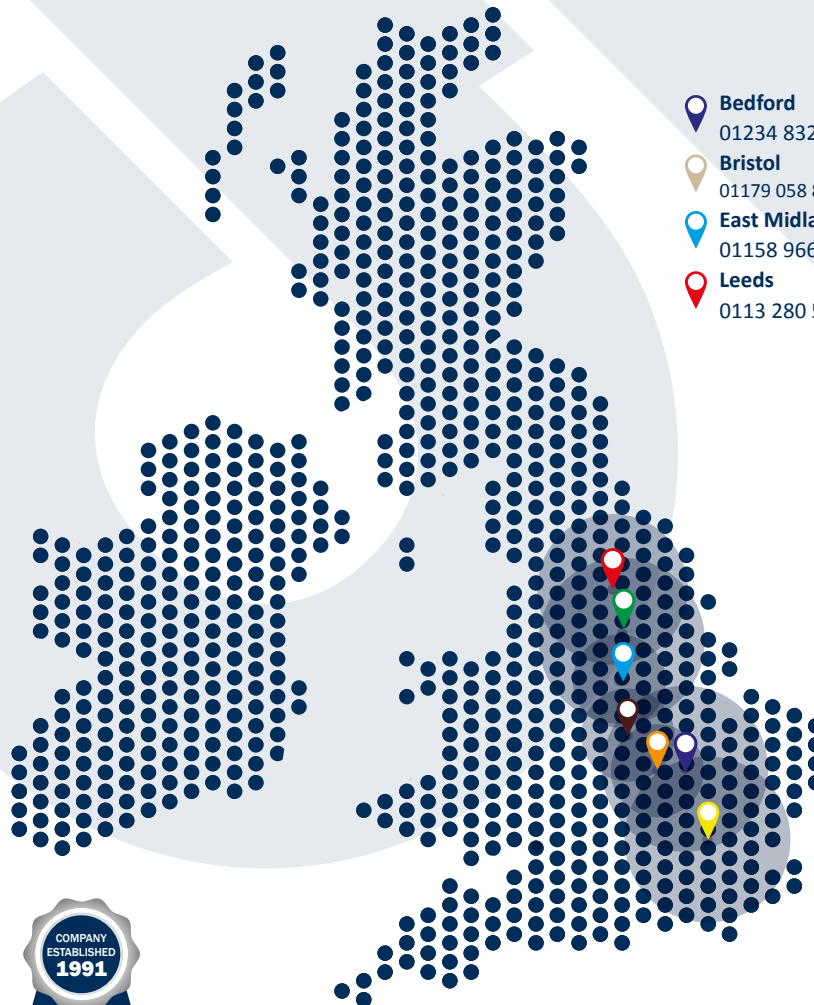 Bedford
01234 832
Bristol
01179 058
East Midla
01158 966
Leeds
0113 280
COMPANY
ESTABLISHED
1991